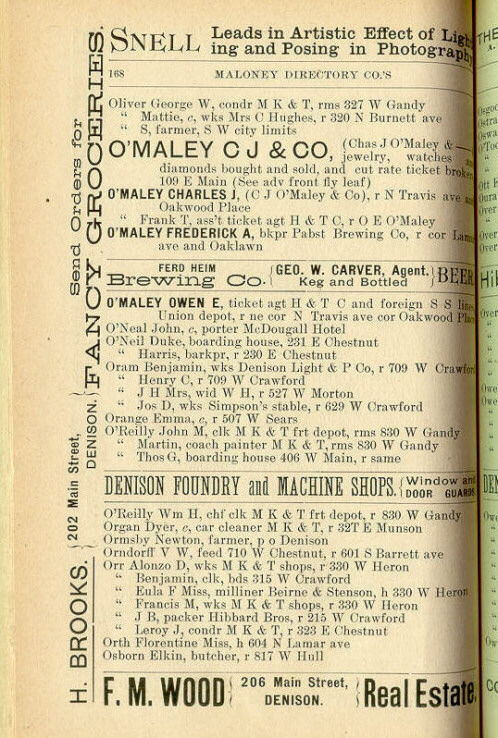 SNELL Leads in Artistic Effect of Light-
ing and Posing in Photography
168 MALONEY DIRECTORY CO.'S
Oliver George W, condr M K & T, rms 327 W Gandy
" Mattie, c, wks Mrs C Hughes, r 320 N Burnett ave
" S, farmer, S W city limits
O'MALEY C J & CO, (Chas J O'Maley &
jewelry, watches
diamonds bought and sold, and cut rate ticket broker
109 E Main (See adv front fly leaf)
O'MALEY CHARLES J, (C J O'Maley & Co), r N Travis ave
Oakwood Place
" Frank T, ass't ticket agt H & T C, r O E O'Maley
O'MALEY FREDERICK A, bkpr Pabst Brewing Co, r cor
ave and Oaklawn
FERD HEIM
Brewing Co. GEO. W. CARVER, Agent.
Keg and Bottled BEER
O'MALEY OWEN E, ticket agt H & T C and foreign S S lines
Union depot, r ne cor N Travis ave cor Oakwood Place
O'Neal John, c, porter McDougall Hotel
O'Neil Duke, boarding house, 231 E Chestnut
" Harris, barkpr, r 230 E Chestnut
Oram Benjamin, wks Denison Light & P Co, r 709 W Crawford
" Henry C, r 709 W Crawford
" J H Mrs, wid W H, r 527 W Morton
" Jos D, wks Simpson's stable, r 629 W Crawford
Orange Emma, c, r 507 W Sears
O'Reilly John M, clk M K & T frt depot, rms 830 W Gandy
" Martin, coach painter M K & T, rms 830 W Gandy
" Thos G, boarding house 406 W Main, r same
DENISON FOUNDRY and MACHINE SHOPS. Window and
DOOR GUARDS
O'Reilly Wm H, chf clk M K & T frt depot, r 830 W Gandy
Organ Dyer, c, car cleaner M K & T, r 327 E Munson
Ormsby Newton, farmer, p o Denison
Orndorff V W, feed 710 W Chestnut, r 601 S Barrett ave
Orr Alonzo D, wks M K & T shops, r 330 W Heron
" Benjamin, clk, bds 315 W Crawford
" Eula F Miss, milliner Beirne & Stenson, h 330 W Heron
" Francis M, wks M K & T shops, r 330 W Heron
" J B, packer Hibbard Bros, r 215 W Crawford
" Leroy J, condr M K & T, r 323 E Chestnut
Orth Florentine Miss, h 604 N Lamar ave
Osborn Elkin, butcher, r 817 W Hull
F. M. WOOD 206 Main Street,
DENISON. Real Estate.
Send Orders for
FANCY GROCERIES.
H. BROOKS. 202 Main Street,
DENISON.